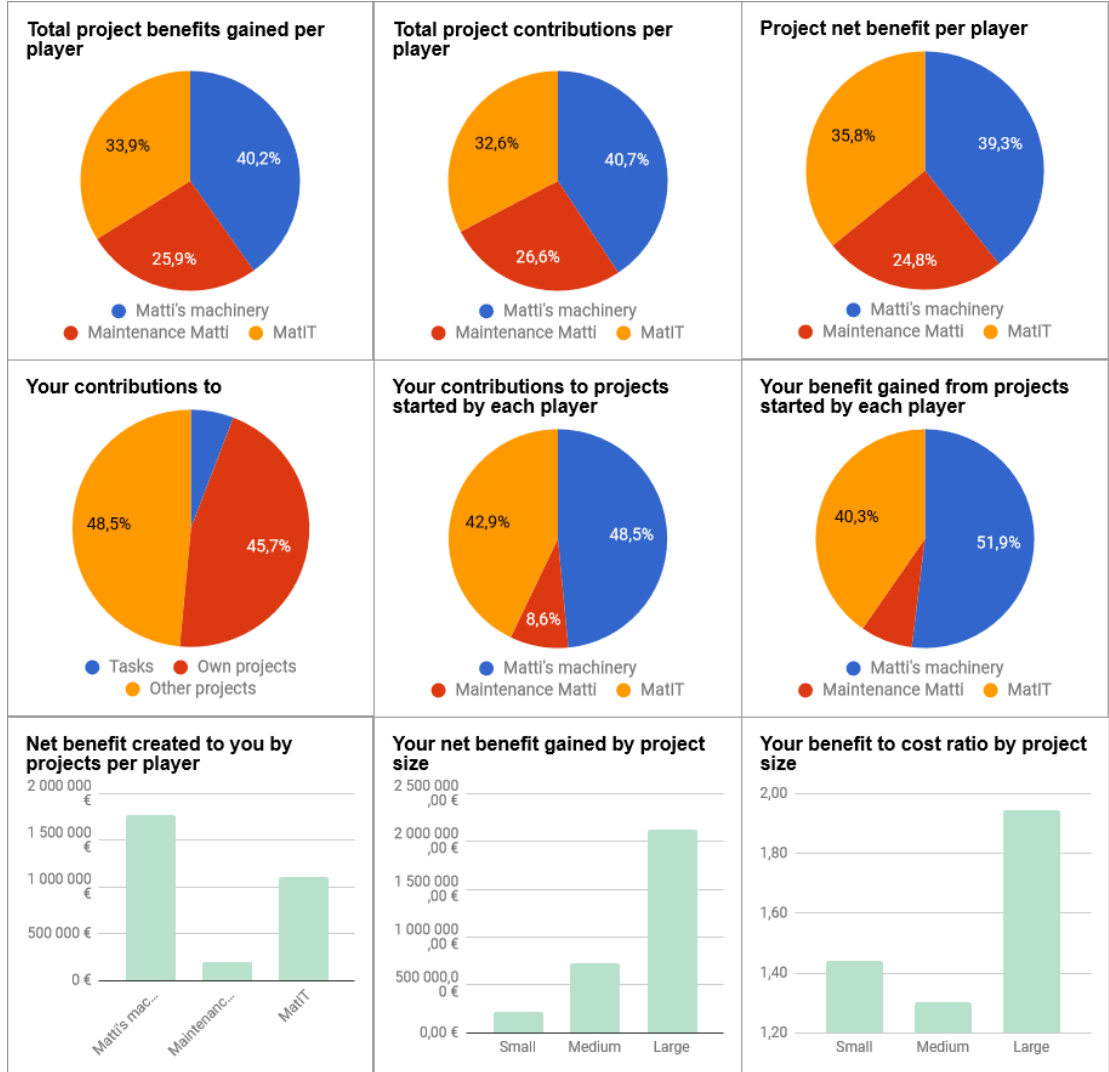 Total project benefits gained per
player
33,9%
40,2%
25,9%
Matti's machinery
Maintenance Matti MatIT
Total project contributions per
player
32,6%
40,7%
26,6%
Matti's machinery
Maintenance Matti MatIT
Project net benefit per player
35,8%
39,3%
24,8%
Matti's machinery
Maintenance Matti MatIT
Your contributions to
48,5%
45,7%
Tasks Own projects
Other projects
Your contributions to projects
started by each player
42,9%
48,5%
8,6%
Matti's machinery
Maintenance Matti MatIT
Your benefit gained from projects
started by each player
40,3%
51,9%
Matti's machinery
Maintenance Matti MatIT
Net benefit created to you by
projects per player
2 000 000
€
1 500 000
€
1 000 000
€
500 000 €
0 €
Matti's mac...
Maintenanc...
MatIT
Your net benefit gained by project
size
2 500 000
,00 €
2 000 000
,00 €
1 500 000
,00 €
1 000 000
,00 €
500 000,0
0 €
0,00 €
Small Medium Large
Your benefit to cost ratio by project
size
2,00
1,80
1,60
1,40
1,20
Small Medium Large